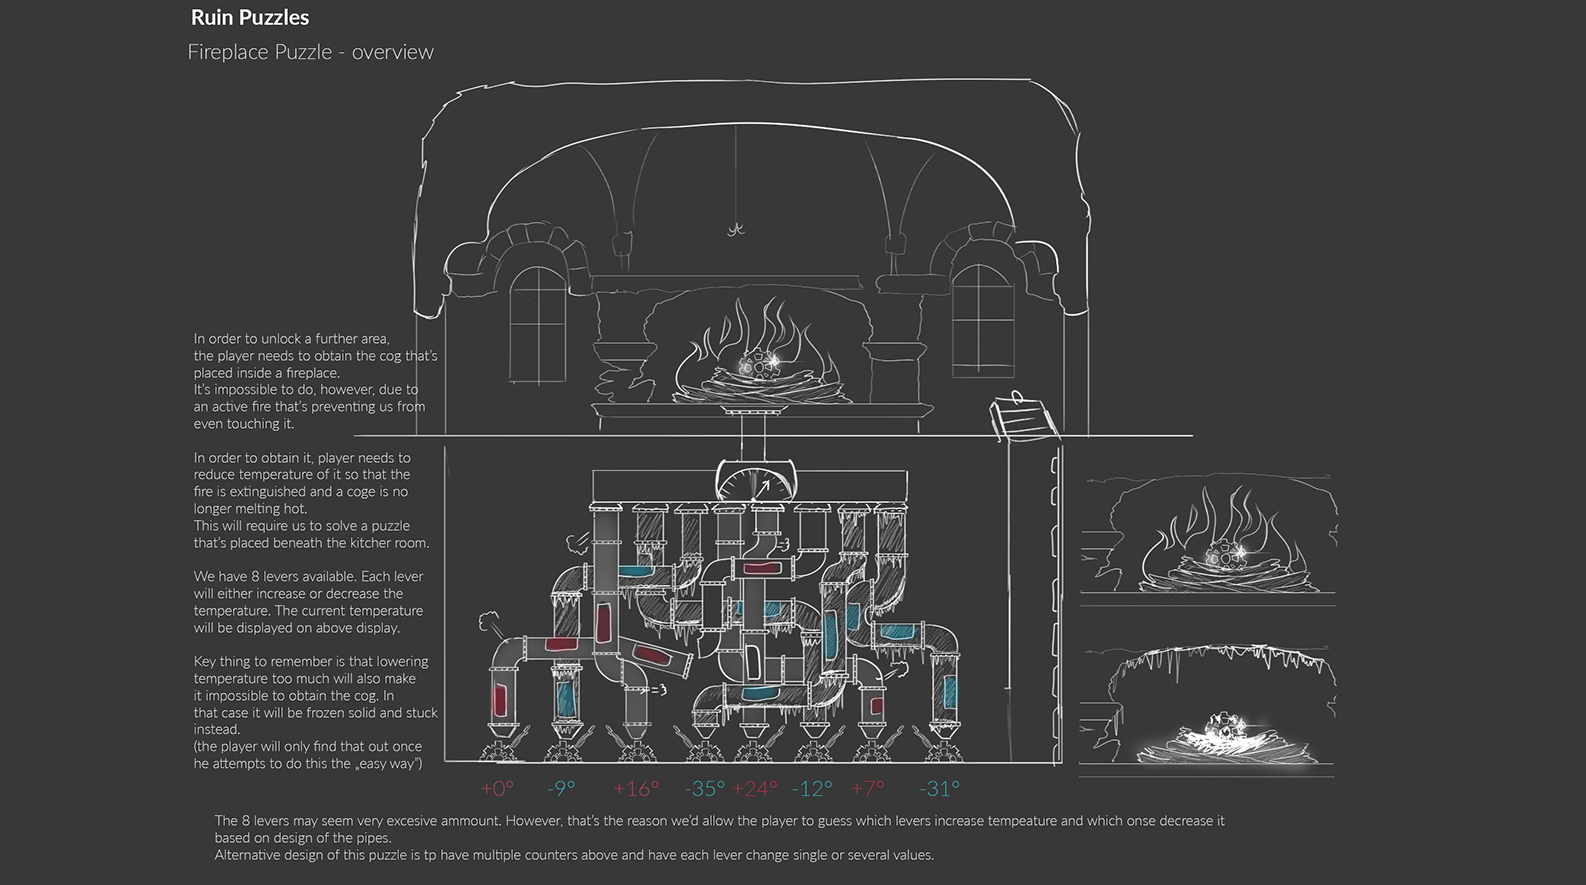 Ruin Puzzles
Fireplace Puzzle - overview
In order to unlock a further area,
the player needs to obtain the cog that's
placed inside a fireplace.
It's impossible to do, however, due to
an active fire that's preventing us from
even touching it.
In order to obtain it, player needs to
reduce temperature of it so that the
fire is extinguished and a coge is no
longer melting hot.
This will require us to solve a puzzle
that's placed beneath the kitcher room.
We have 8 levers available. Each lever
will either increase or decrease the
temperature. The current temperature
will be displayed on above display.
Key thing to remember is that lowering
temperature too much will also make
it impossible to obtain the cog. In
that case it will be frozen solid and stuck
instead.
(the player will only find that out once
he attempts to do this the „easy way”)
+0° -9° +16° -35° +24° -12° +7° -31°
The 8 levers may seem very excesive ammount. However, that's the reason we'd allow the player to guess which levers increase tempeature and which onse decrease it
based on design of the pipes.
Alternative design of this puzzle is tp have multiple counters above and have each lever change single or several values.